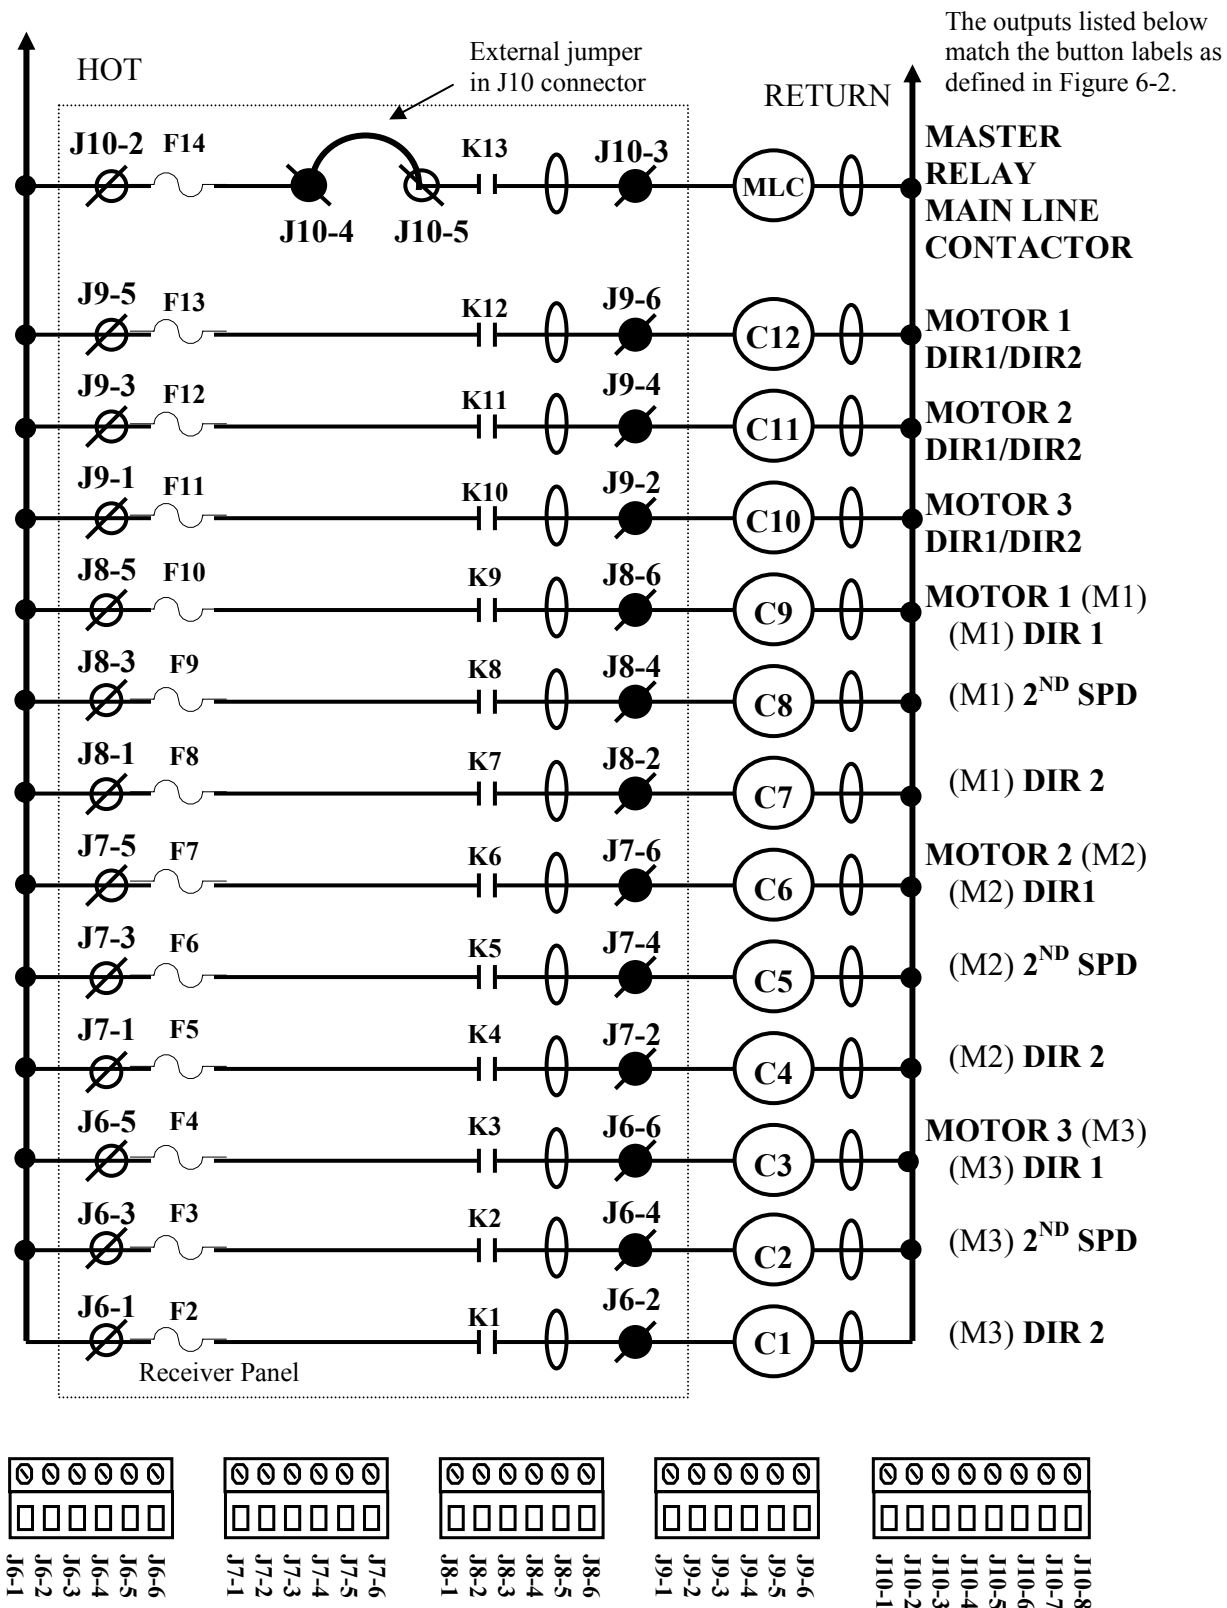 The outputs listed below
match the button labels as
defined in Figure 6-2.
External jumper
in J10 connector
HOT
RETURN
J10-2 F14 K13 J10-3
MLC
J10-4 J10-5
MASTER
RELAY
MAIN LINE
CONTACTOR
J9-5 F13 K12 J9-6
C12
MOTOR 1
DIR1/DIR2
J9-3 F12 K11 J9-4
C11
MOTOR 2
DIR1/DIR2
J9-1 F11 K10 J9-2
C10
MOTOR 3
DIR1/DIR2
J8-5 F10 K9 J8-6
C9
MOTOR 1 (M1)
(M1) DIR 1
J8-3 F9 K8 J8-4
C8
(M1) 2ND SPD
J8-1 F8 K7 J8-2
C7
(M1) DIR 2
J7-5 F7 K6 J7-6
C6
MOTOR 2 (M2)
(M2) DIR1
J7-3 F6 K5 J7-4
C5
(M2) 2ND SPD
J7-1 F5 K4 J7-2
C4
(M2) DIR 2
J6-5 F4 K3 J6-6
C3
MOTOR 3 (M3)
(M3) DIR 1
J6-3 F3 K2 J6-4
C2
(M3) 2ND SPD
J6-1 F2 K1 J6-2
C1
(M3) DIR 2
Receiver Panel
J6-1
J6-2
J6-3
J6-4
J6-5
J6-6
J7-1
J7-2
J7-3
J7-4
J7-5
J7-6
J8-1
J8-2
J8-3
J8-4
J8-5
J8-6
J9-1
J9-2
J9-3
J9-4
J9-5
J9-6
J10-1
J10-2
J10-3
J10-4
J10-5
J10-6
J10-7
J10-8